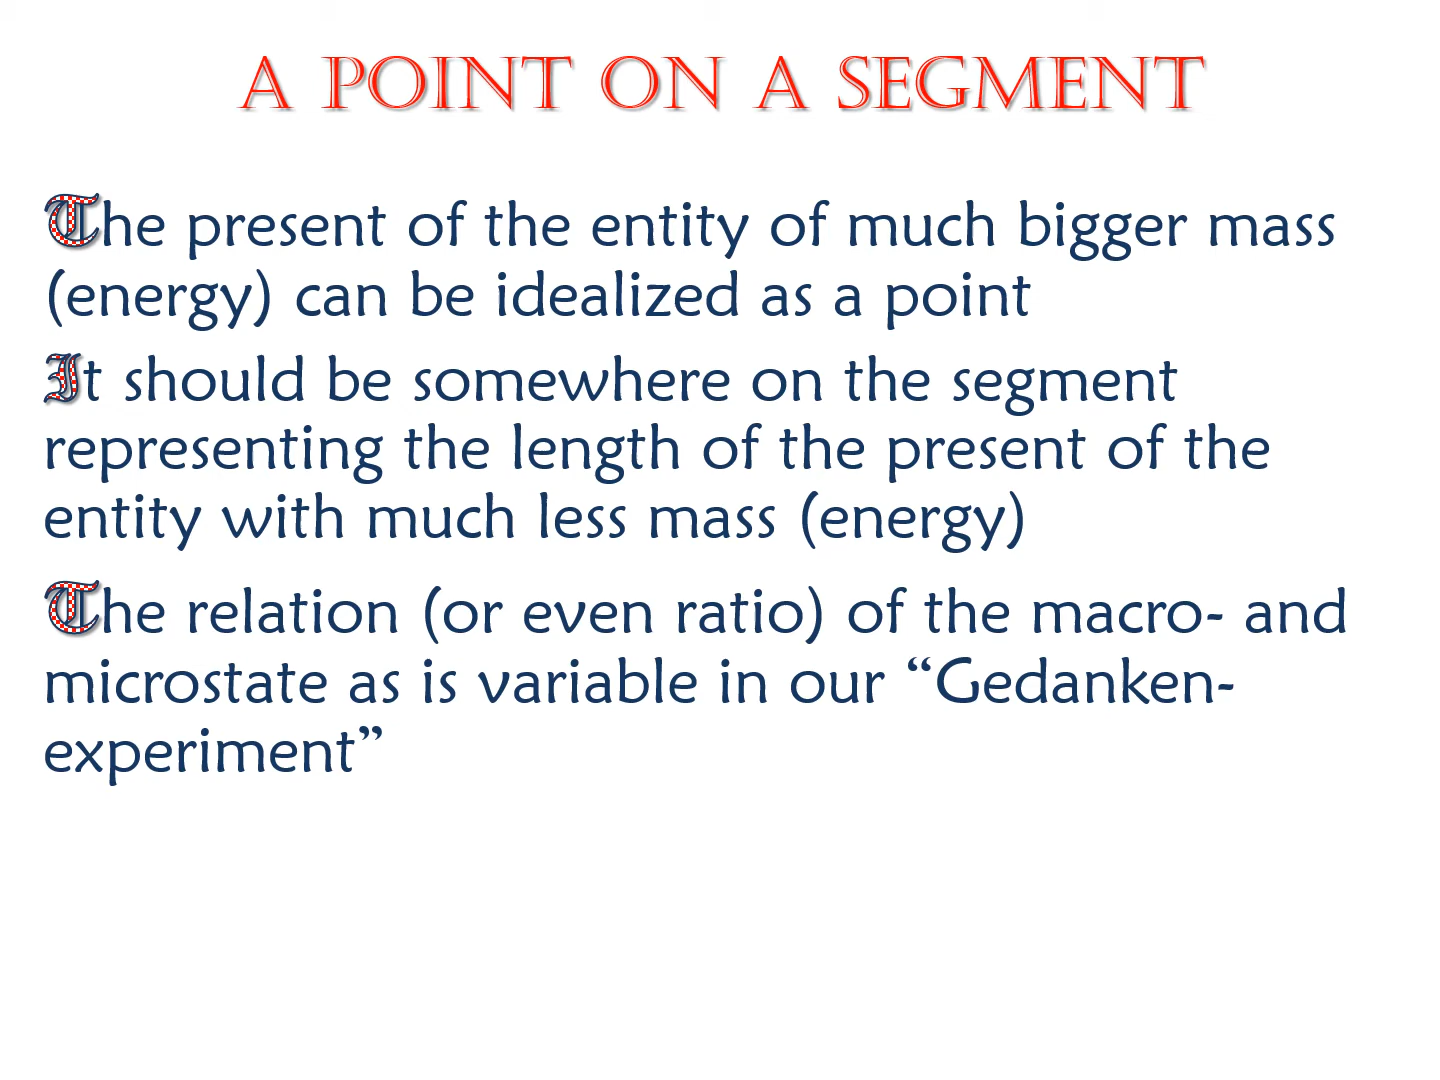 A POINT ON A SEGMENT
The present of the entity of much bigger mass
(energy) can be idealized as a point
It should be somewhere on the segment
representing the length of the present of the
entity with much less mass (energy)
The relation (or even ratio) of the macro- and
microstate as is variable in our “Gedanken-
experiment”